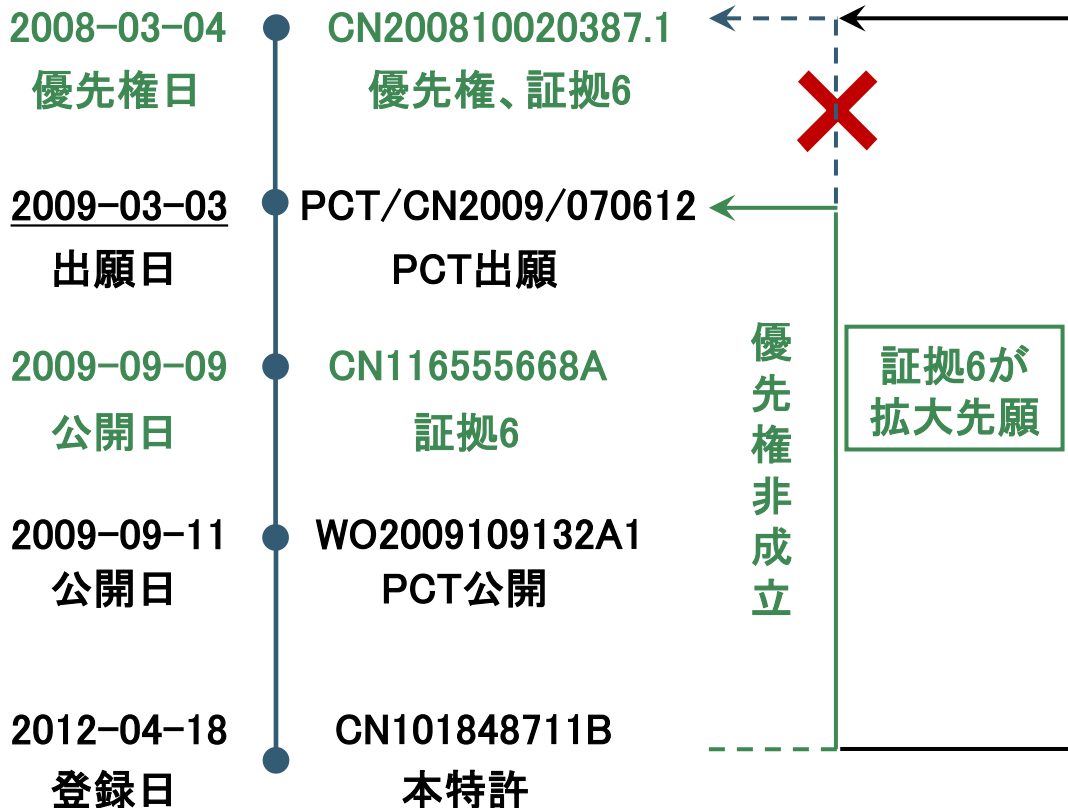 2008-03-04 CN200810020387.1
優先権日 優先権、証拠6
2009-03-03 PCT/CN2009/070612
出願日 PCT出願
2009-09-09 CN116555668A
公開日 証拠6
2009-09-11 WO2009109132A1
公開日 PCT公開
2012-04-18 CN101848711B
登録日 本特許
優先権非成立
証拠6が
拡大先願